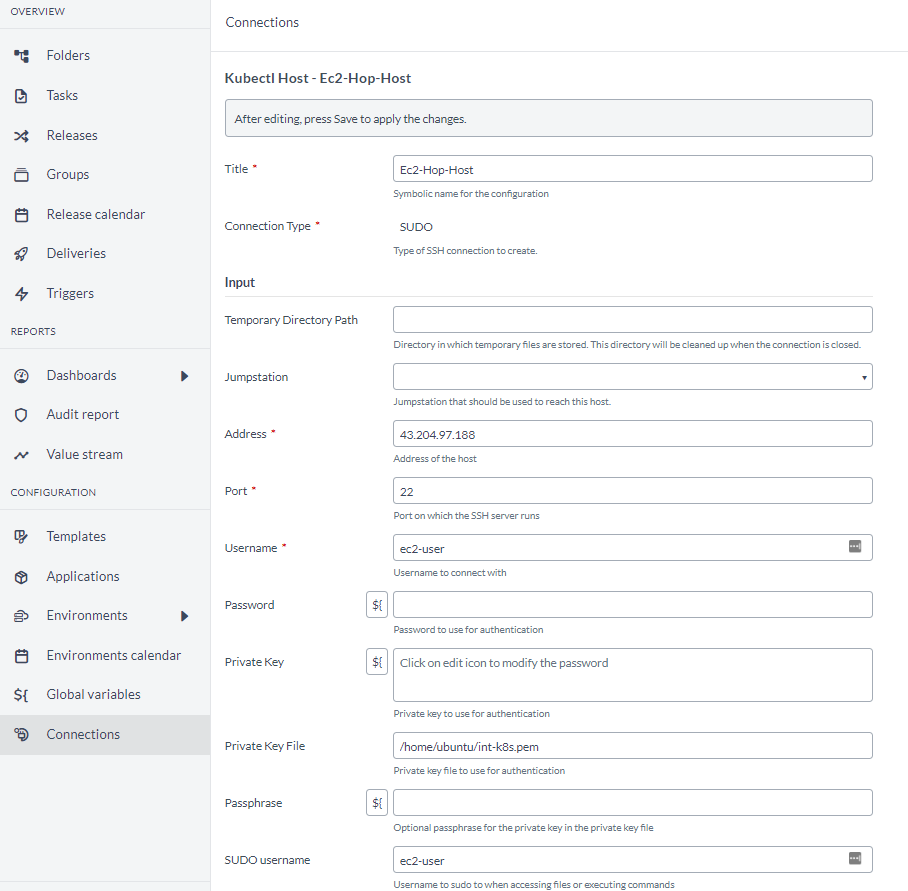 OVERVIEW
Folders
Tasks
Releases
Groups
Release calendar
Deliveries
Triggers
REPORTS
Dashboards
Audit report
Value stream
CONFIGURATION
Templates
Applications
Environments
Environments calendar
${ Global variables
Connections
Connections
Kubectl Host - Ec2-Hop-Host
After editing, press Save to apply the changes.
Title * Ec2-Hop-Host
Symbolic name for the configuration
Connection Type * SUDO
Type of SSH connection to create.
Input
Temporary Directory Path
Directory in which temporary files are stored. This directory will be cleaned up when the connection is closed.
Jumpstation
Jumpstation that should be used to reach this host.
Address * 43.204.97.188
Address of the host
Port * 22
Port on which the SSH server runs
Username * ec2-user
Username to connect with
Password ${
Password to use for authentication
Private Key ${ Click on edit icon to modify the password
Private key to use for authentication
Private Key File /home/ubuntu/int-k8s.pem
Private key file to use for authentication
Passphrase ${
Optional passphrase for the private key in the private key file
SUDO username ec2-user
Username to sudo to when accessing files or executing commands